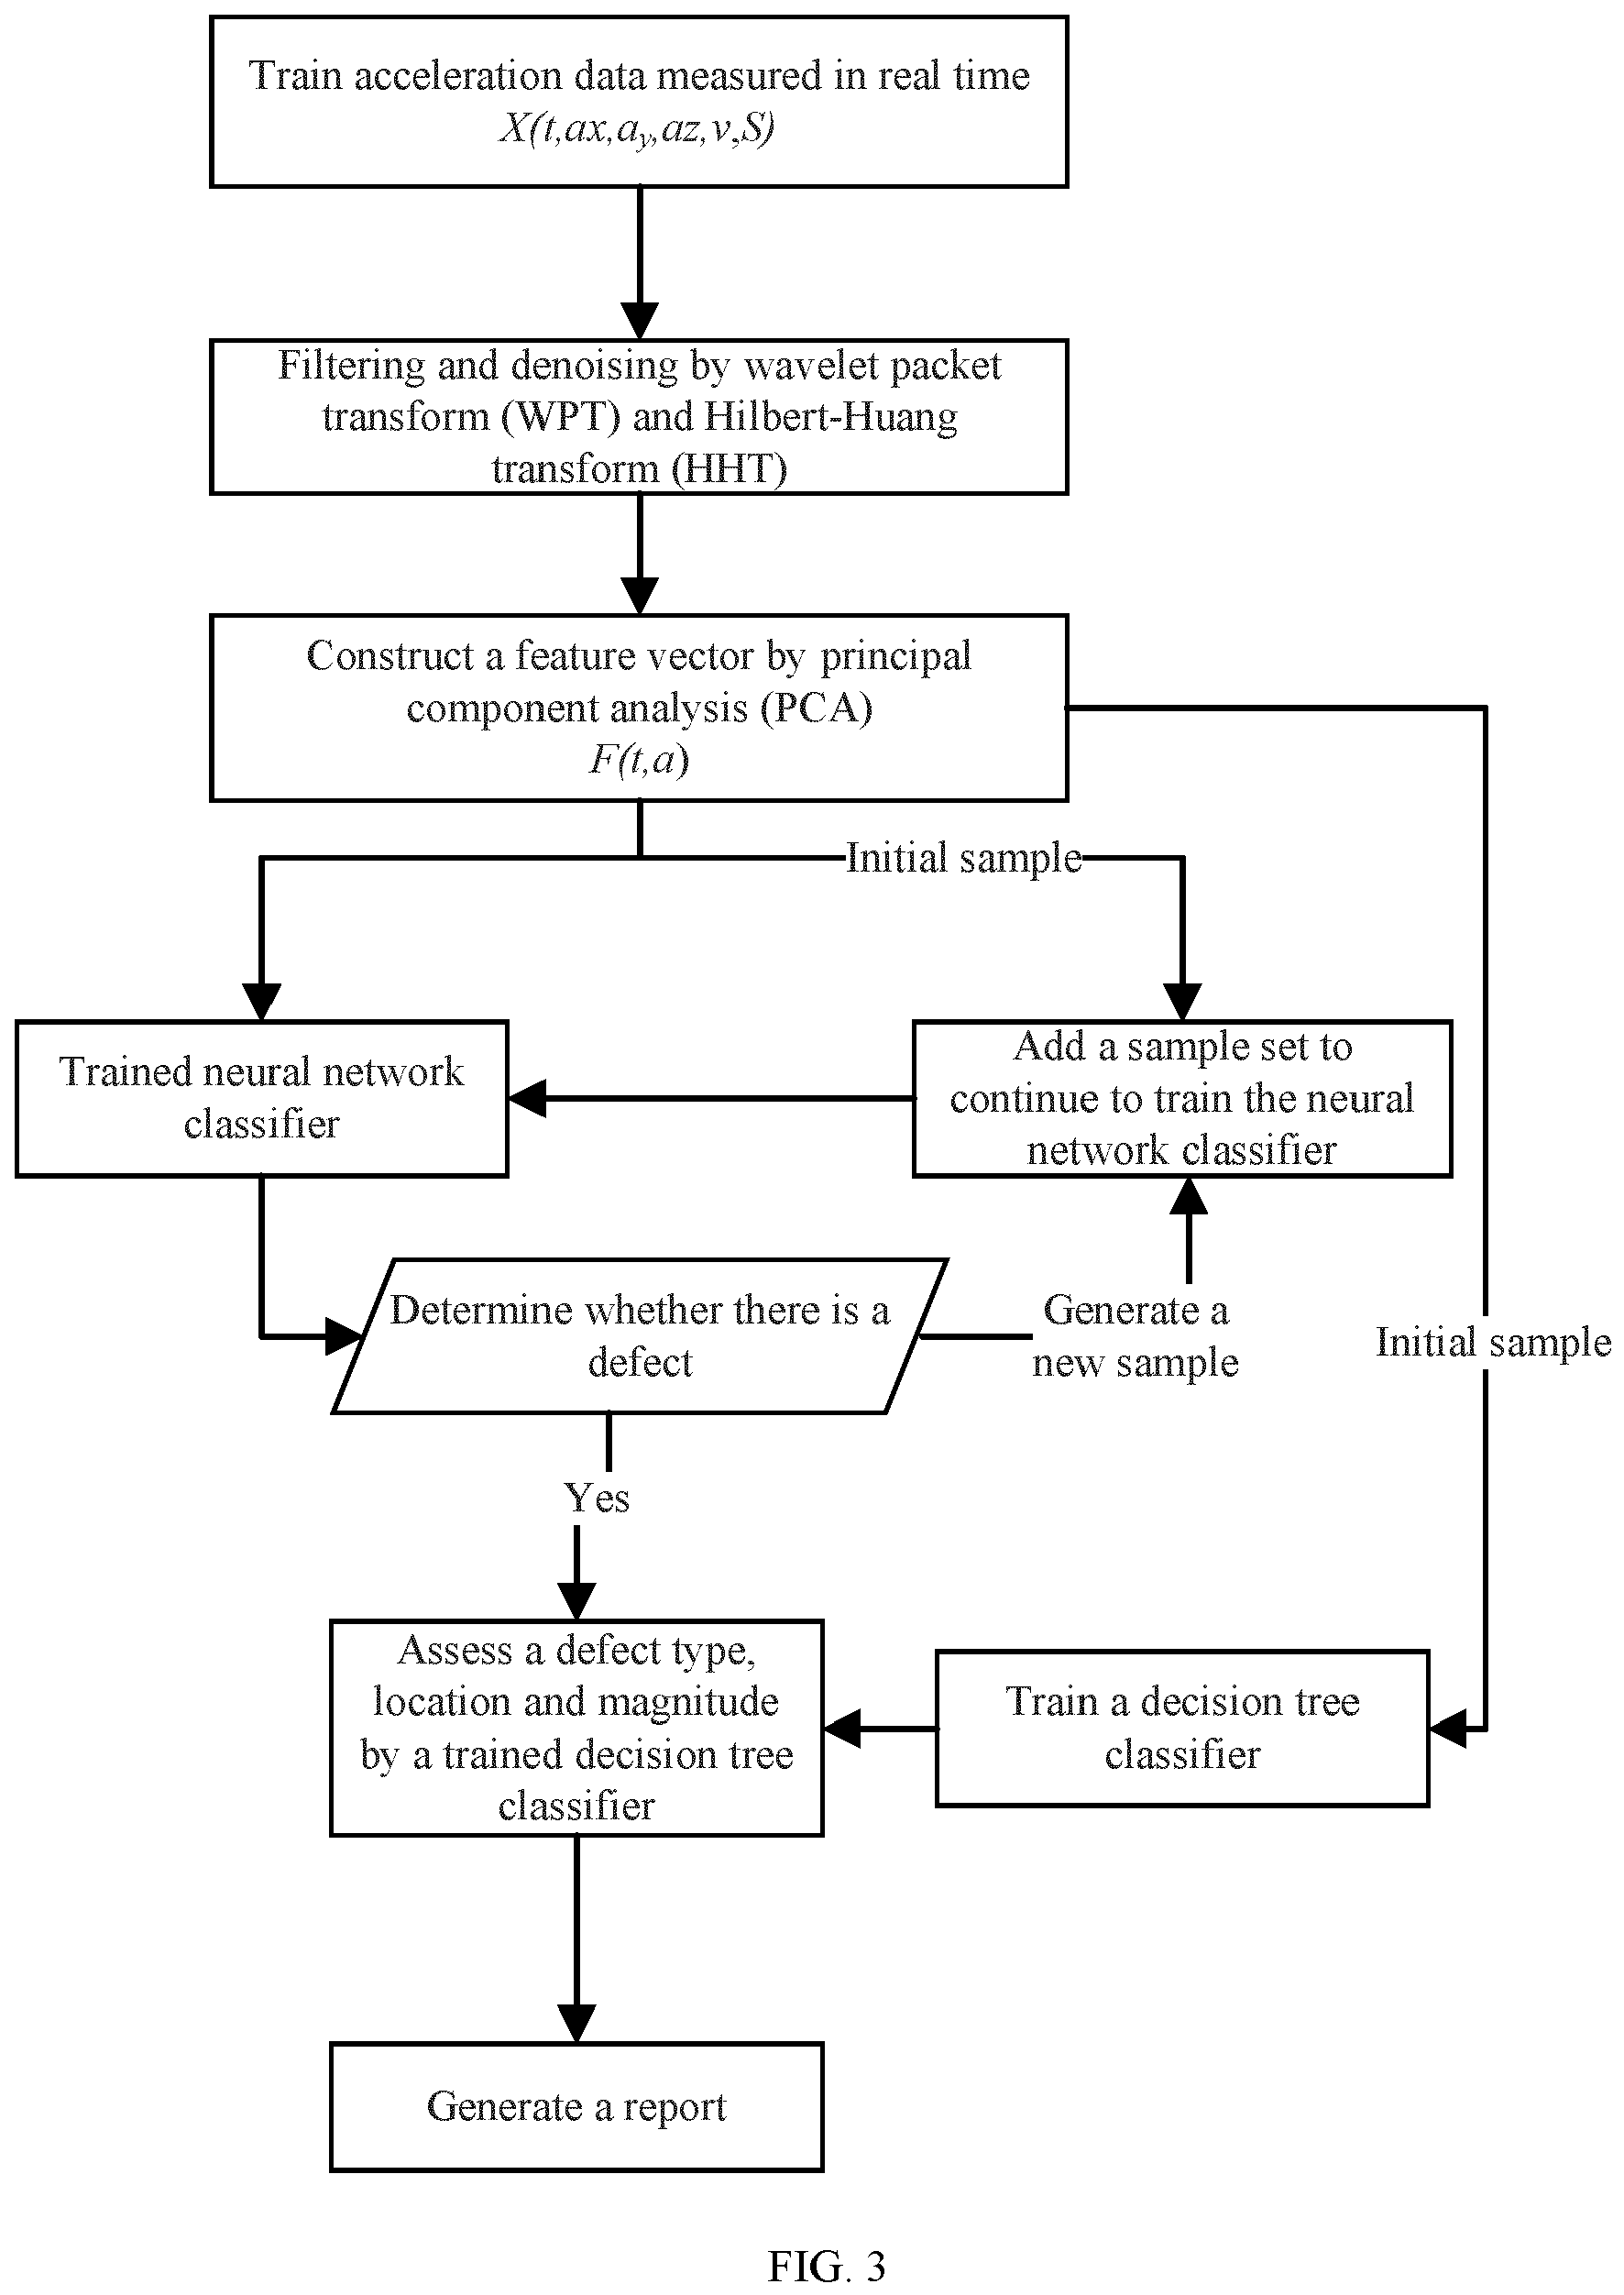 Train acceleration data measured in real time
X(t,ax,ay,az,v,S)
Filtering and denoising by wavelet packet
transform (WPT) and Hilbert-Huang
transform (HHT)
Construct a feature vector by principal
component analysis (PCA)
F(t,a)
Initial sample
Trained neural network
classifier
Add a sample set to
continue to train the neural
network classifier
Determine whether there is a
defect
Generate a
new sample
Initial sample
Yes
Assess a defect type,
location and magnitude
by a trained decision tree
classifier
Train a decision tree
classifier
Generate a report
FIG. 3